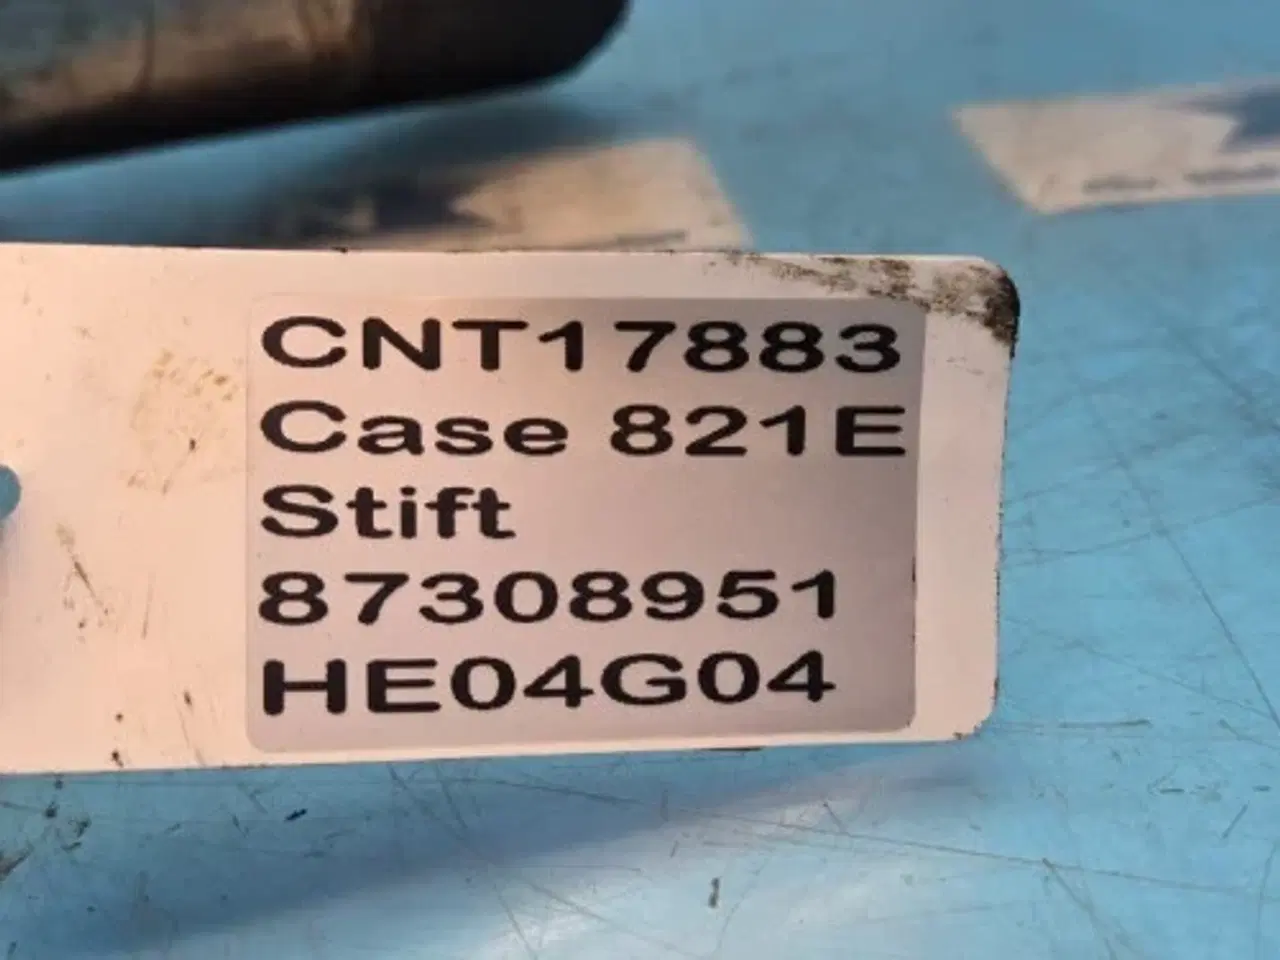 CNT17883
Case 821E
Stift
87308951
HE04G04